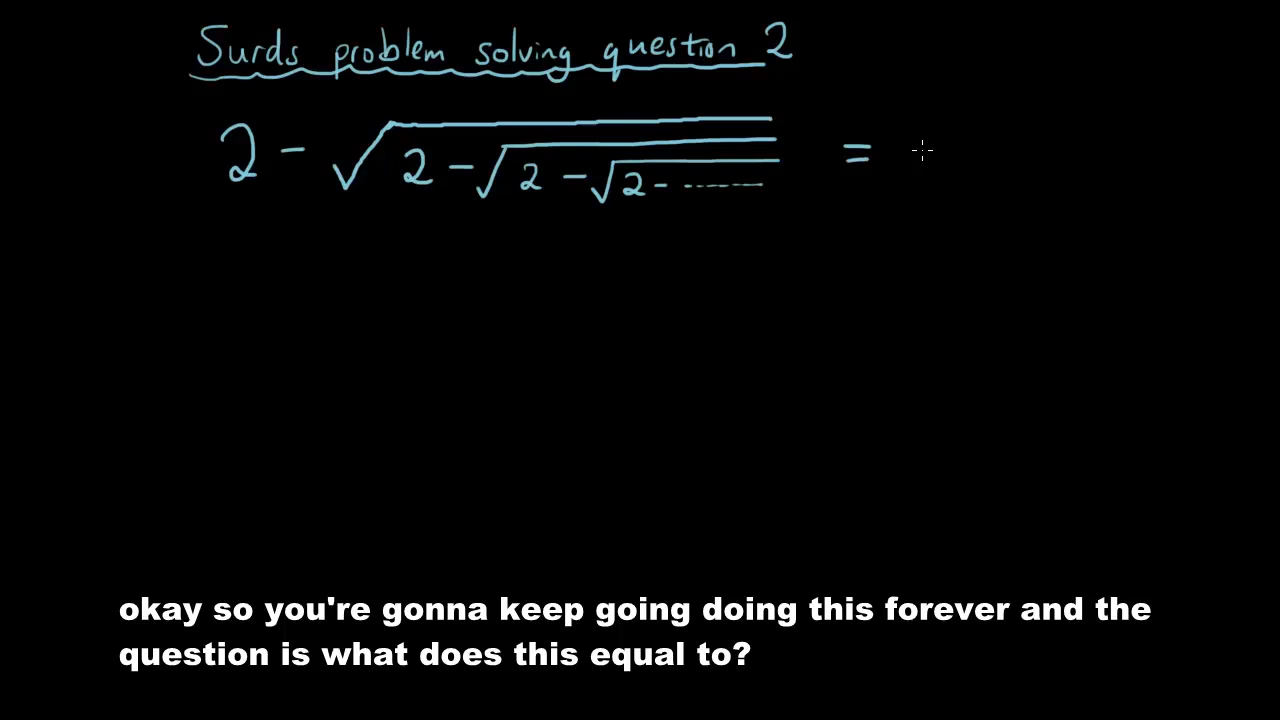 Surds problem solving question 2
2 - √(2 - √(2 - √(2 - ........ =
okay so you're gonna keep going doing this forever and the
question is what does this equal to?